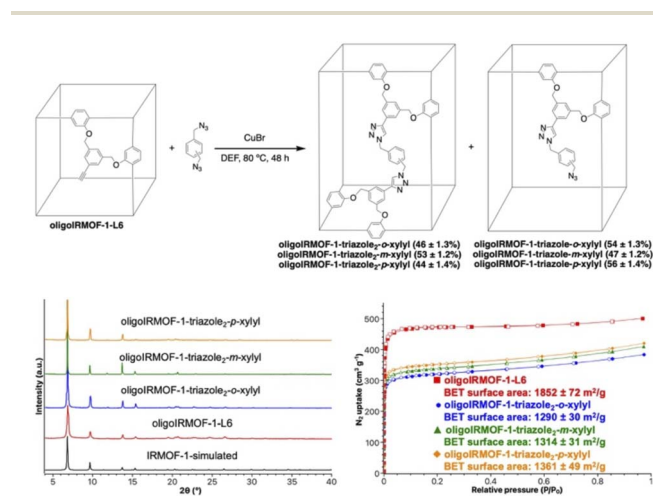 N₃
N₃
O
O
+
CuBr
DEF, 80 ºC, 48 h
O
O
N
N
N
N
N
N
O
O
+
O
O
N
N
N
N₃
oligoIRMOF-1-L6
oligoIRMOF-1-triazole₂-o-xylyl (46 ± 1.3%)
oligoIRMOF-1-triazole₂-m-xylyl (53 ± 1.2%)
oligoIRMOF-1-triazole₂-p-xylyl (44 ± 1.4%)
oligoIRMOF-1-triazole-o-xylyl (54 ± 1.3%)
oligoIRMOF-1-triazole-m-xylyl (47 ± 1.2%)
oligoIRMOF-1-triazole-p-xylyl (56 ± 1.4%)
Intensity (a.u.)
oligoIRMOF-1-triazole₂-p-xylyl
oligoIRMOF-1-triazole₂-m-xylyl
oligoIRMOF-1-triazole₂-o-xylyl
oligoIRMOF-1-L6
IRMOF-1-simulated
5 10 15 20 25 30 35 40
2θ (°)
N₂ uptake (cm³ g⁻¹)
500
400
300
200
100
0
oligoIRMOF-1-L6
BET surface area: 1852 ± 72 m²/g
oligoIRMOF-1-triazole₂-o-xylyl
BET surface area: 1290 ± 30 m²/g
oligoIRMOF-1-triazole₂-m-xylyl
BET surface area: 1314 ± 31 m²/g
oligoIRMOF-1-triazole₂-p-xylyl
BET surface area: 1361 ± 49 m²/g
0 0.2 0.4 0.6 0.8 1
Relative pressure (P/P₀)